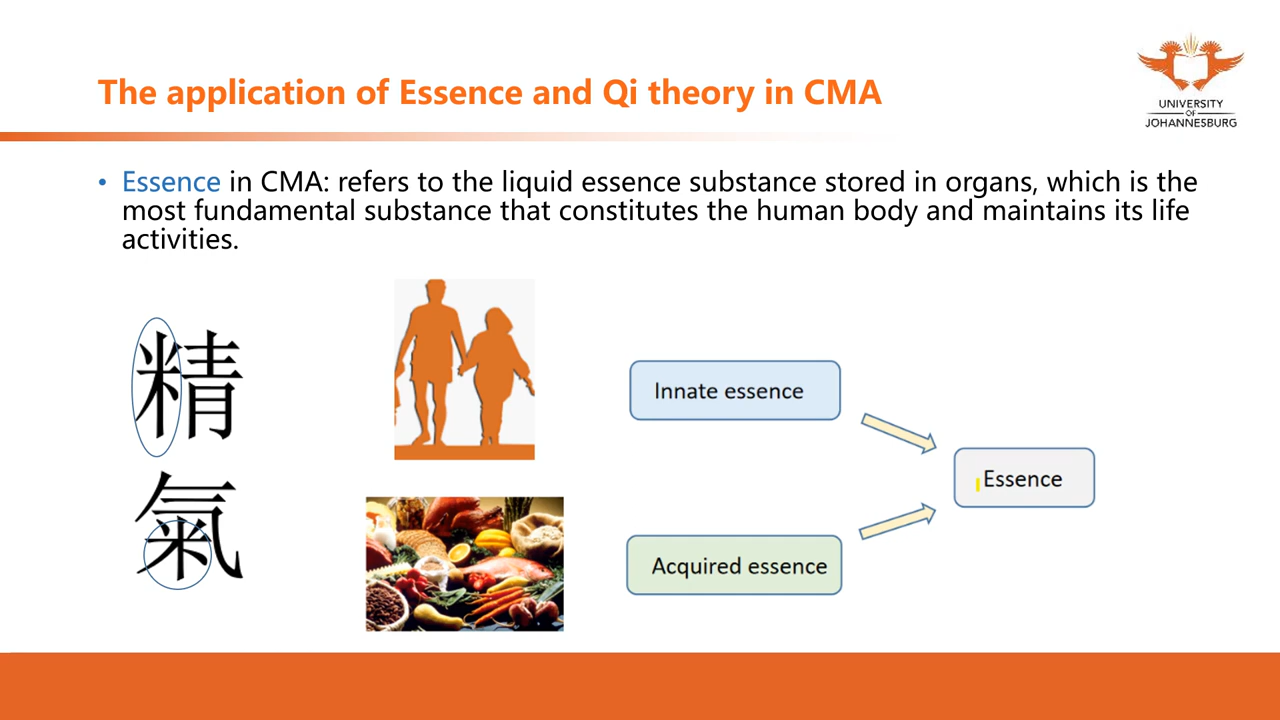 The application of Essence and Qi theory in CMA
UNIVERSITY
OF
JOHANNESBURG
• Essence in CMA: refers to the liquid essence substance stored in organs, which is the
most fundamental substance that constitutes the human body and maintains its life
activities.
精
氣
Innate essence
Essence
Acquired essence